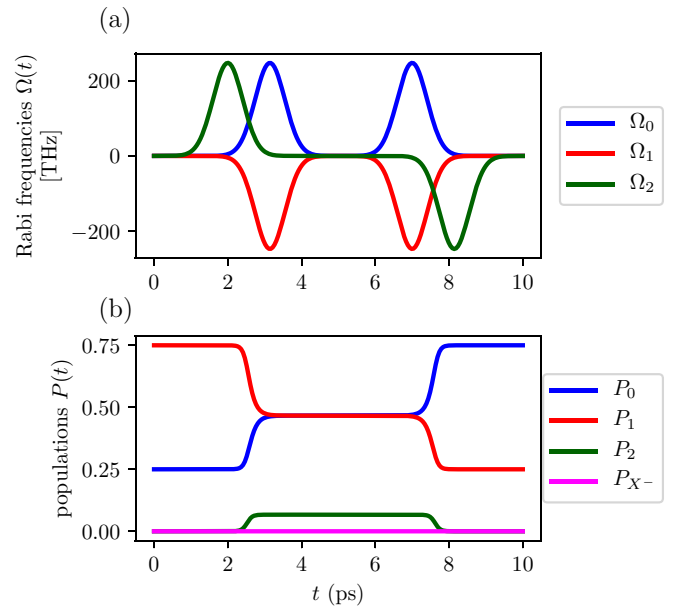 (a)
Rabi frequencies Ω(t)
[THz]
200
0
−200
0 2 4 6 8 10
Ω₀
Ω₁
Ω₂
(b)
populations P(t)
0.75
0.50
0.25
0.00
0 2 4 6 8 10
t (ps)
P₀
P₁
P₂
P_{X⁻}